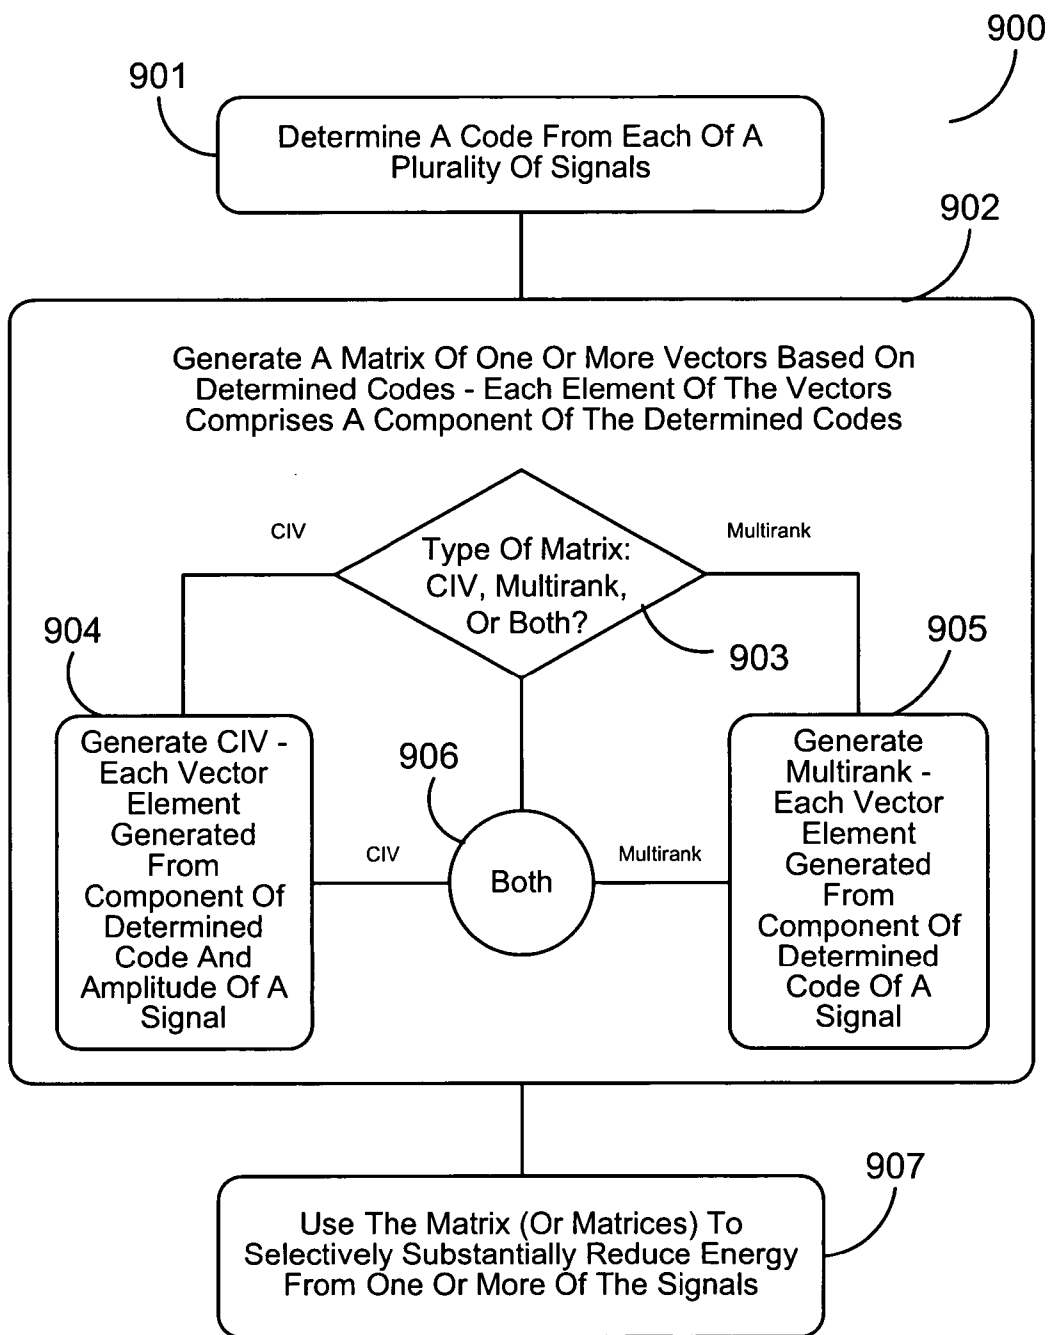 900
901
Determine A Code From Each Of A
Plurality Of Signals
902
Generate A Matrix Of One Or More Vectors Based On
Determined Codes - Each Element Of The Vectors
Comprises A Component Of The Determined Codes
CIV
Multirank
Type Of Matrix:
CIV, Multirank,
Or Both?
903
904
905
Generate CIV -
Each Vector
Element
Generated
From
Component Of
Determined
Code And
Amplitude Of A
Signal
906
CIV
Both
Multirank
Generate
Multirank -
Each Vector
Element
Generated
From
Component Of
Determined
Code Of A
Signal
907
Use The Matrix (Or Matrices) To
Selectively Substantially Reduce Energy
From One Or More Of The Signals